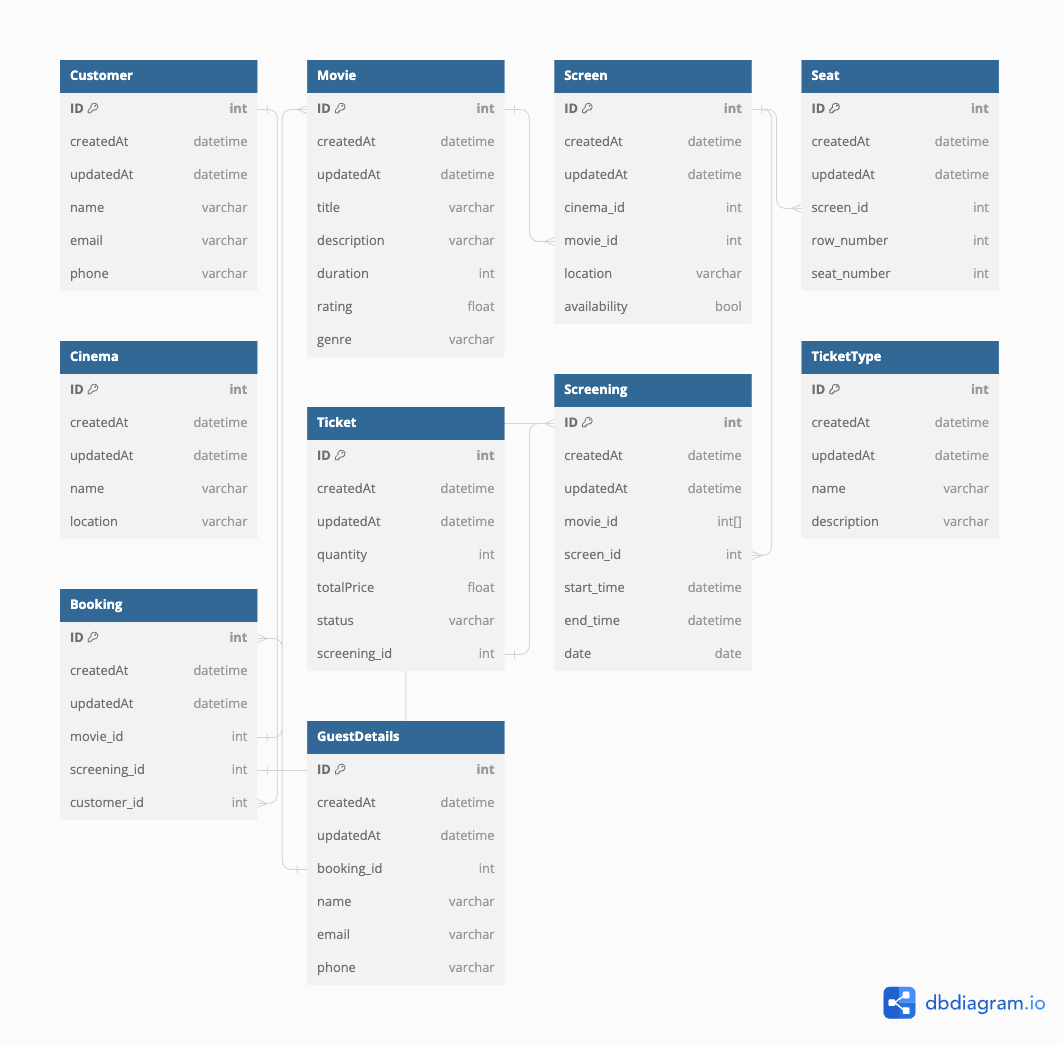 Customer
ID int
createdAt datetime
updatedAt datetime
name varchar
email varchar
phone varchar
Movie
ID int
createdAt datetime
updatedAt datetime
title varchar
description varchar
duration int
rating float
genre varchar
Screen
ID int
createdAt datetime
updatedAt datetime
cinema_id int
movie_id int
location varchar
availability bool
Seat
ID int
createdAt datetime
updatedAt datetime
screen_id int
row_number int
seat_number int
Cinema
ID int
createdAt datetime
updatedAt datetime
name varchar
location varchar
Ticket
ID int
createdAt datetime
updatedAt datetime
quantity int
totalPrice float
status varchar
screening_id int
Screening
ID int
createdAt datetime
updatedAt datetime
movie_id int[]
screen_id int
start_time datetime
end_time datetime
date date
TicketType
ID int
createdAt datetime
updatedAt datetime
name varchar
description varchar
Booking
ID int
createdAt datetime
updatedAt datetime
movie_id int
screening_id int
customer_id int
GuestDetails
ID int
createdAt datetime
updatedAt datetime
booking_id int
name varchar
email varchar
phone varchar
dbdiagram.io